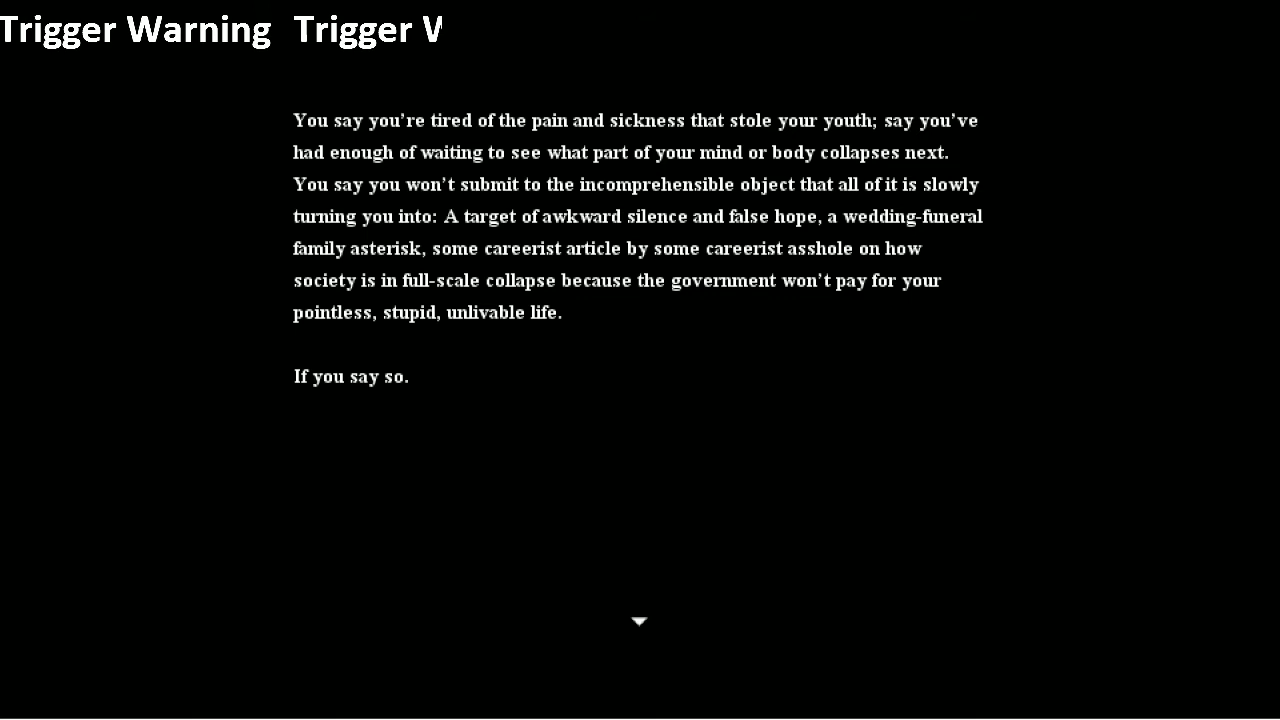 Trigger Warning Trigger W
You say you're tired of the pain and sickness that stole your youth; say you've
had enough of waiting to see what part of your mind or body collapses next.
You say you won't submit to the incomprehensible object that all of it is slowly
turning you into: A target of awkward silence and false hope, a wedding-funeral
family asterisk, some careerist article by some careerist asshole on how
society is in full-scale collapse because the government won't pay for your
pointless, stupid, unlivable life.
If you say so.